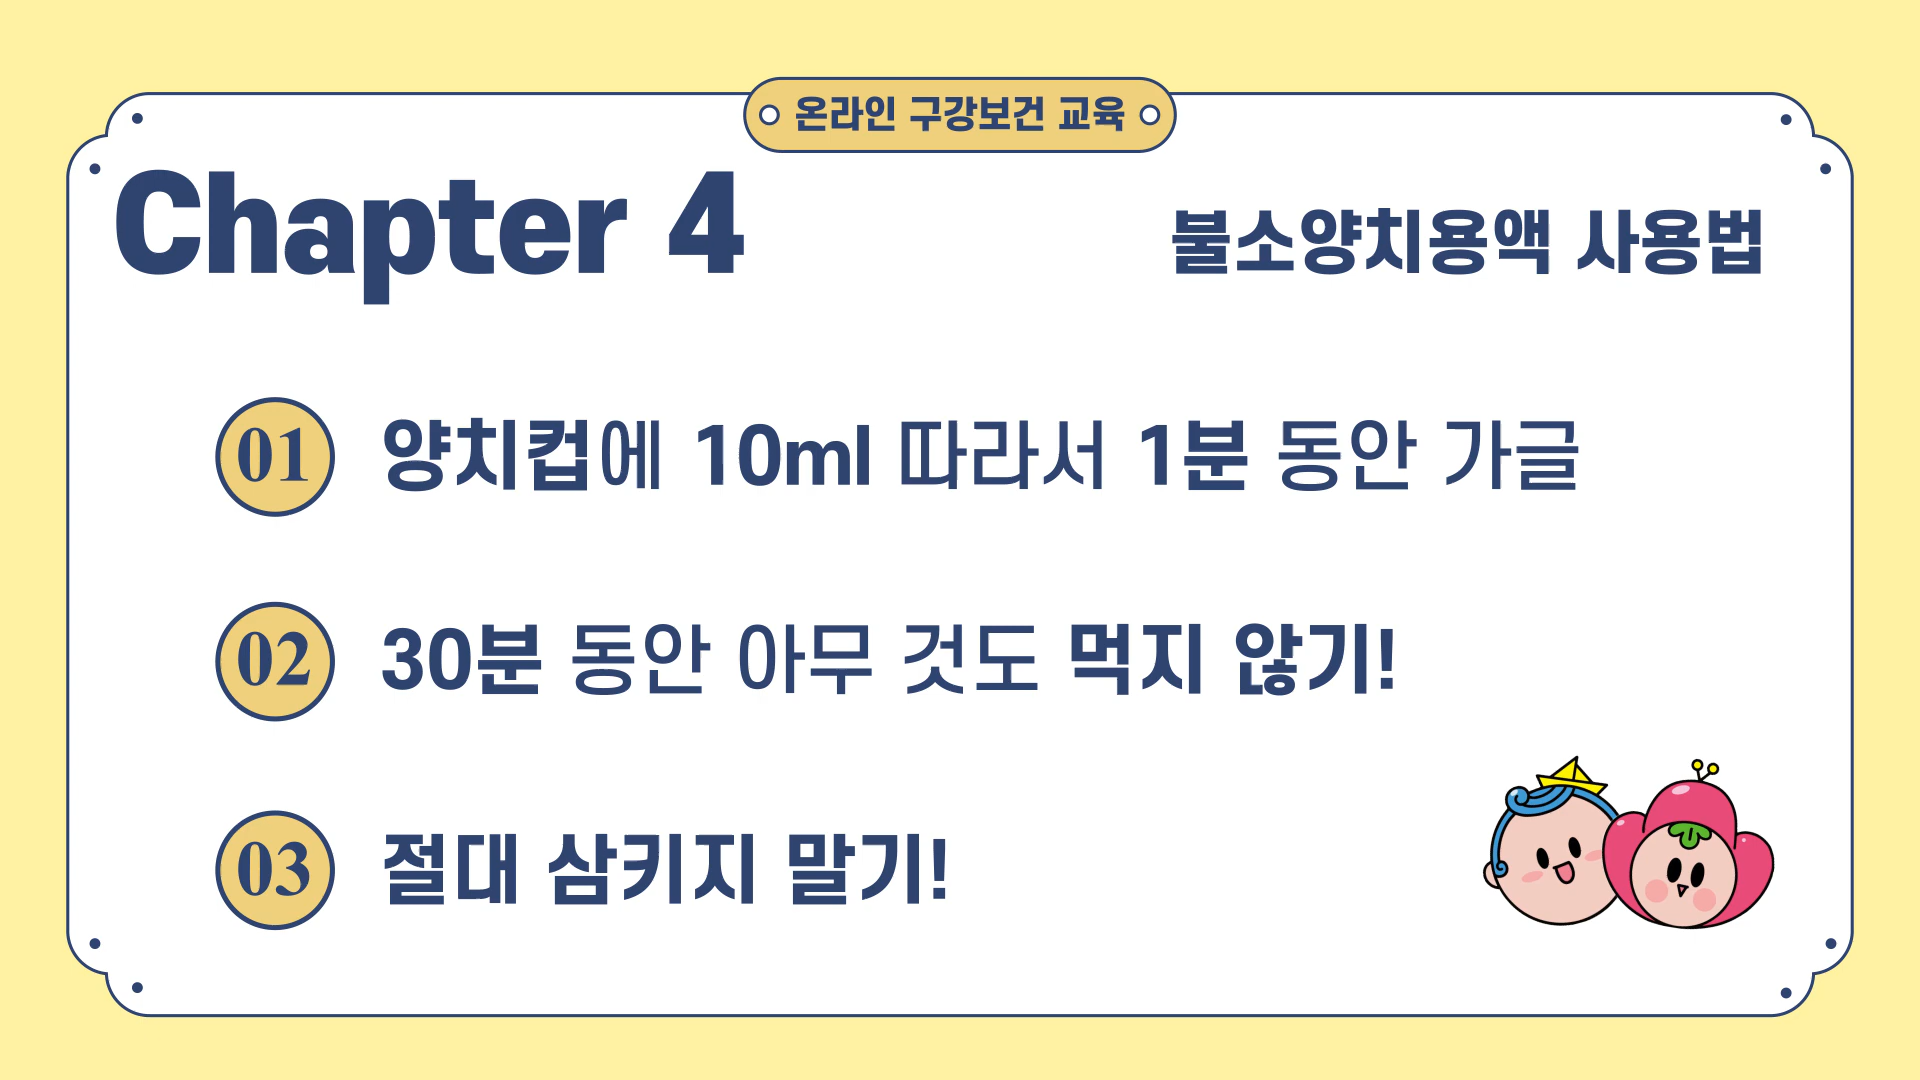 온라인 구강보건 교육
Chapter 4
불소양치용액 사용법
01 양치컵에 10ml 따라서 1분 동안 가글
02 30분 동안 아무 것도 먹지 않기!
03 절대 삼키지 말기!